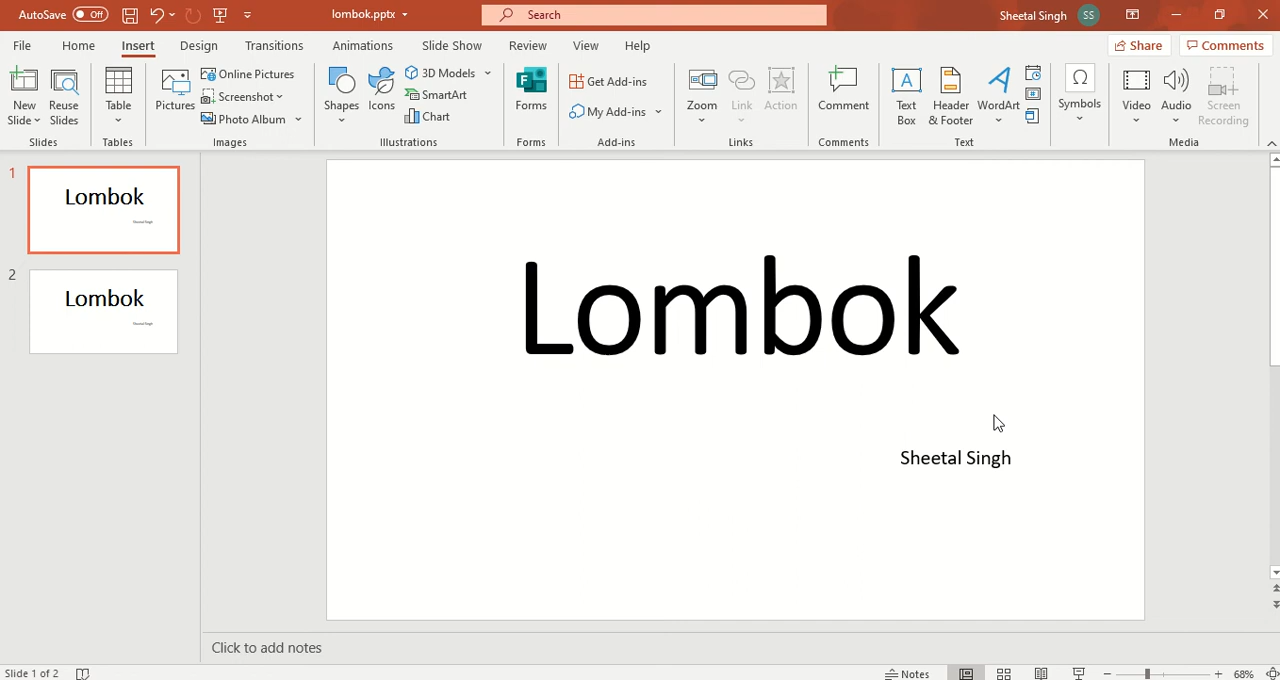 AutoSave Off lombok.pptx Search Sheetal Singh SS
File Home Insert Design Transitions Animations Slide Show Review View Help Share Comments
New Slide Reuse Slides Slides
Table Tables
Pictures Online Pictures Screenshot Photo Album Images
Shapes Icons 3D Models SmartArt Chart Illustrations
Forms Forms
Get Add-ins My Add-ins Add-ins
Zoom Link Action Links
Comment Comments
Text Box Header & Footer WordArt Text
Symbols
Video Audio Screen Recording Media
1
Lombok
Sheetal Singh
2
Lombok
Sheetal Singh
Lombok
Sheetal Singh
Click to add notes
Slide 1 of 2 Notes 68%